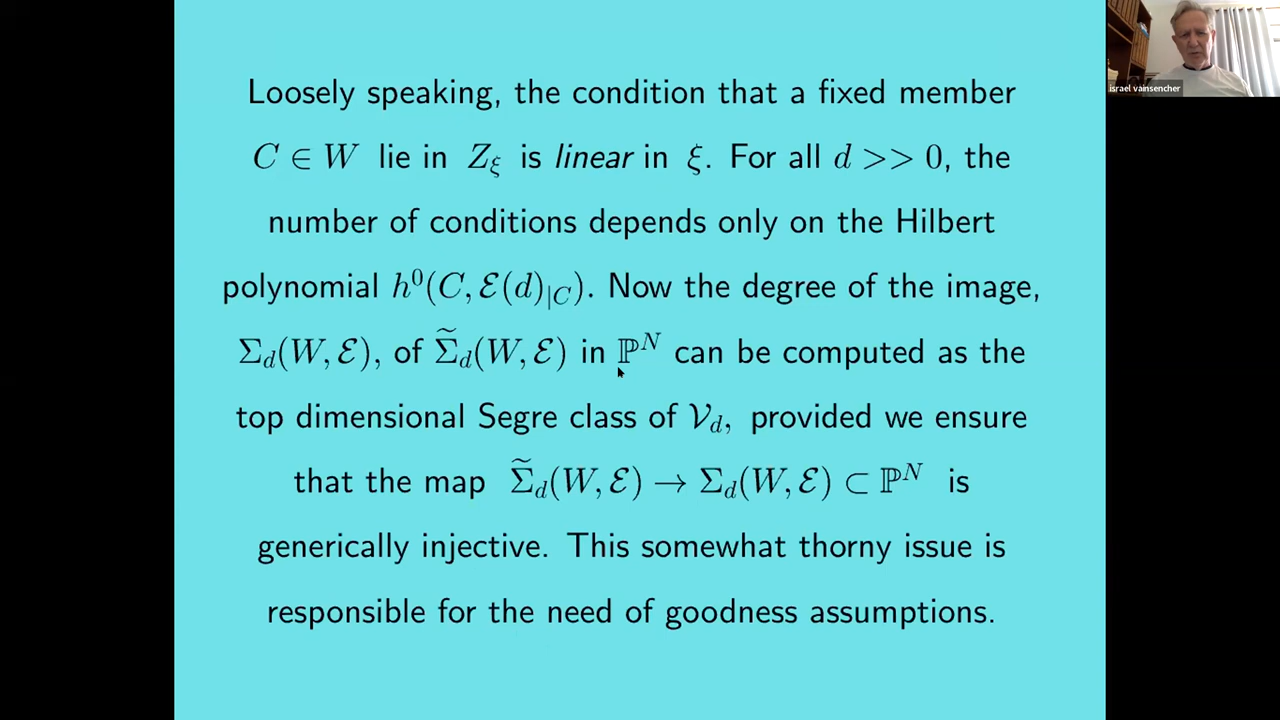 Loosely speaking, the condition that a fixed member
C ∈ W lie in Z_ξ is linear in ξ. For all d >> 0, the
number of conditions depends only on the Hilbert
polynomial h⁰(C, ℰ(d)_{|C}). Now the degree of the image,
Σ_d(W, ℰ), of Σ̃_d(W, ℰ) in ℙᴺ can be computed as the
top dimensional Segre class of 𝒱_d, provided we ensure
that the map Σ̃_d(W, ℰ) → Σ_d(W, ℰ) ⊂ ℙᴺ is
generically injective. This somewhat thorny issue is
responsible for the need of goodness assumptions.
israel vainsencher